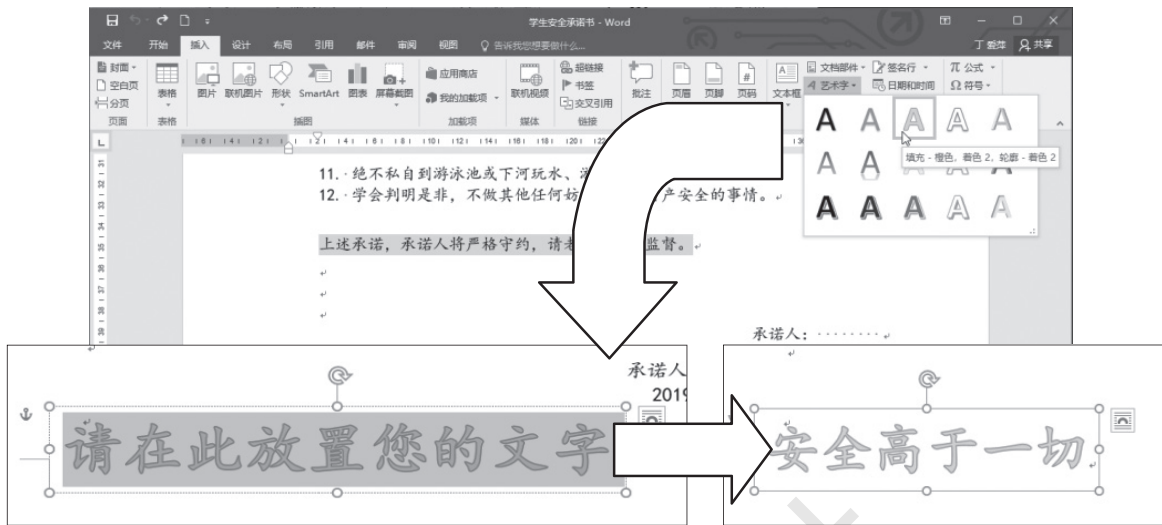 学生安全承诺书 - Word
文件 开始 插入 设计 布局 引用 邮件 审阅 视图 告诉我您想要做什么... 丁爱萍 共享
封面 空白页 分页 表格 图片 联机图片 形状 SmartArt 图表 屏幕截图 应用商店 我的加载项 联机视频 超链接 书签 交叉引用 批注 页眉 页脚 页码 文本框 文档部件 艺术字 签名行 日期和时间 公式 符号
页面 表格 插图 加载项 媒体 链接
A A A A A
填充 - 橙色，着色 2，轮廓 - 着色 2
11. 绝不私自到游泳池或下河玩水、
12. 学会判明是非，不做其他任何妨 产安全的事情。
上述承诺，承诺人将严格守约，请老 监督。
承诺人：
承诺人
2019
请在此放置您的文字
安全高于一切